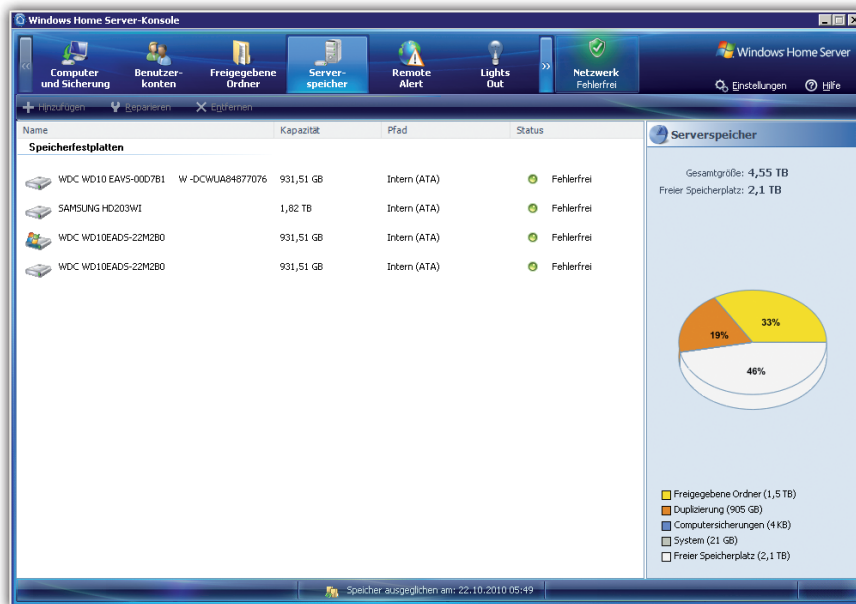 Windows Home Server-Konsole
Computer und Sicherung
Benutzer-konten
Freigegebene Ordner
Server-speicher
Remote Alert
Lights Out
Netzwerk
Fehlerfrei
Windows Home Server
Einstellungen
Hilfe
Hinzufügen
Reparieren
Entfernen
Name Kapazität Pfad Status
Speicherfestplatten
WDC WD10 EAVS-00D7B1 W -DCWUA84877076 931,51 GB Intern (ATA) Fehlerfrei
SAMSUNG HD203WI 1,82 TB Intern (ATA) Fehlerfrei
WDC WD10EADS-22M2B0 931,51 GB Intern (ATA) Fehlerfrei
WDC WD10EADS-22M2B0 931,51 GB Intern (ATA) Fehlerfrei
Serverspeicher
Gesamtgröße: 4,55 TB
Freier Speicherplatz: 2,1 TB
33%
19%
46%
Freigegebene Ordner (1,5 TB)
Duplizierung (905 GB)
Computersicherungen (4 KB)
System (21 GB)
Freier Speicherplatz (2,1 TB)
Speicher ausgeglichen am: 22.10.2010 05:49